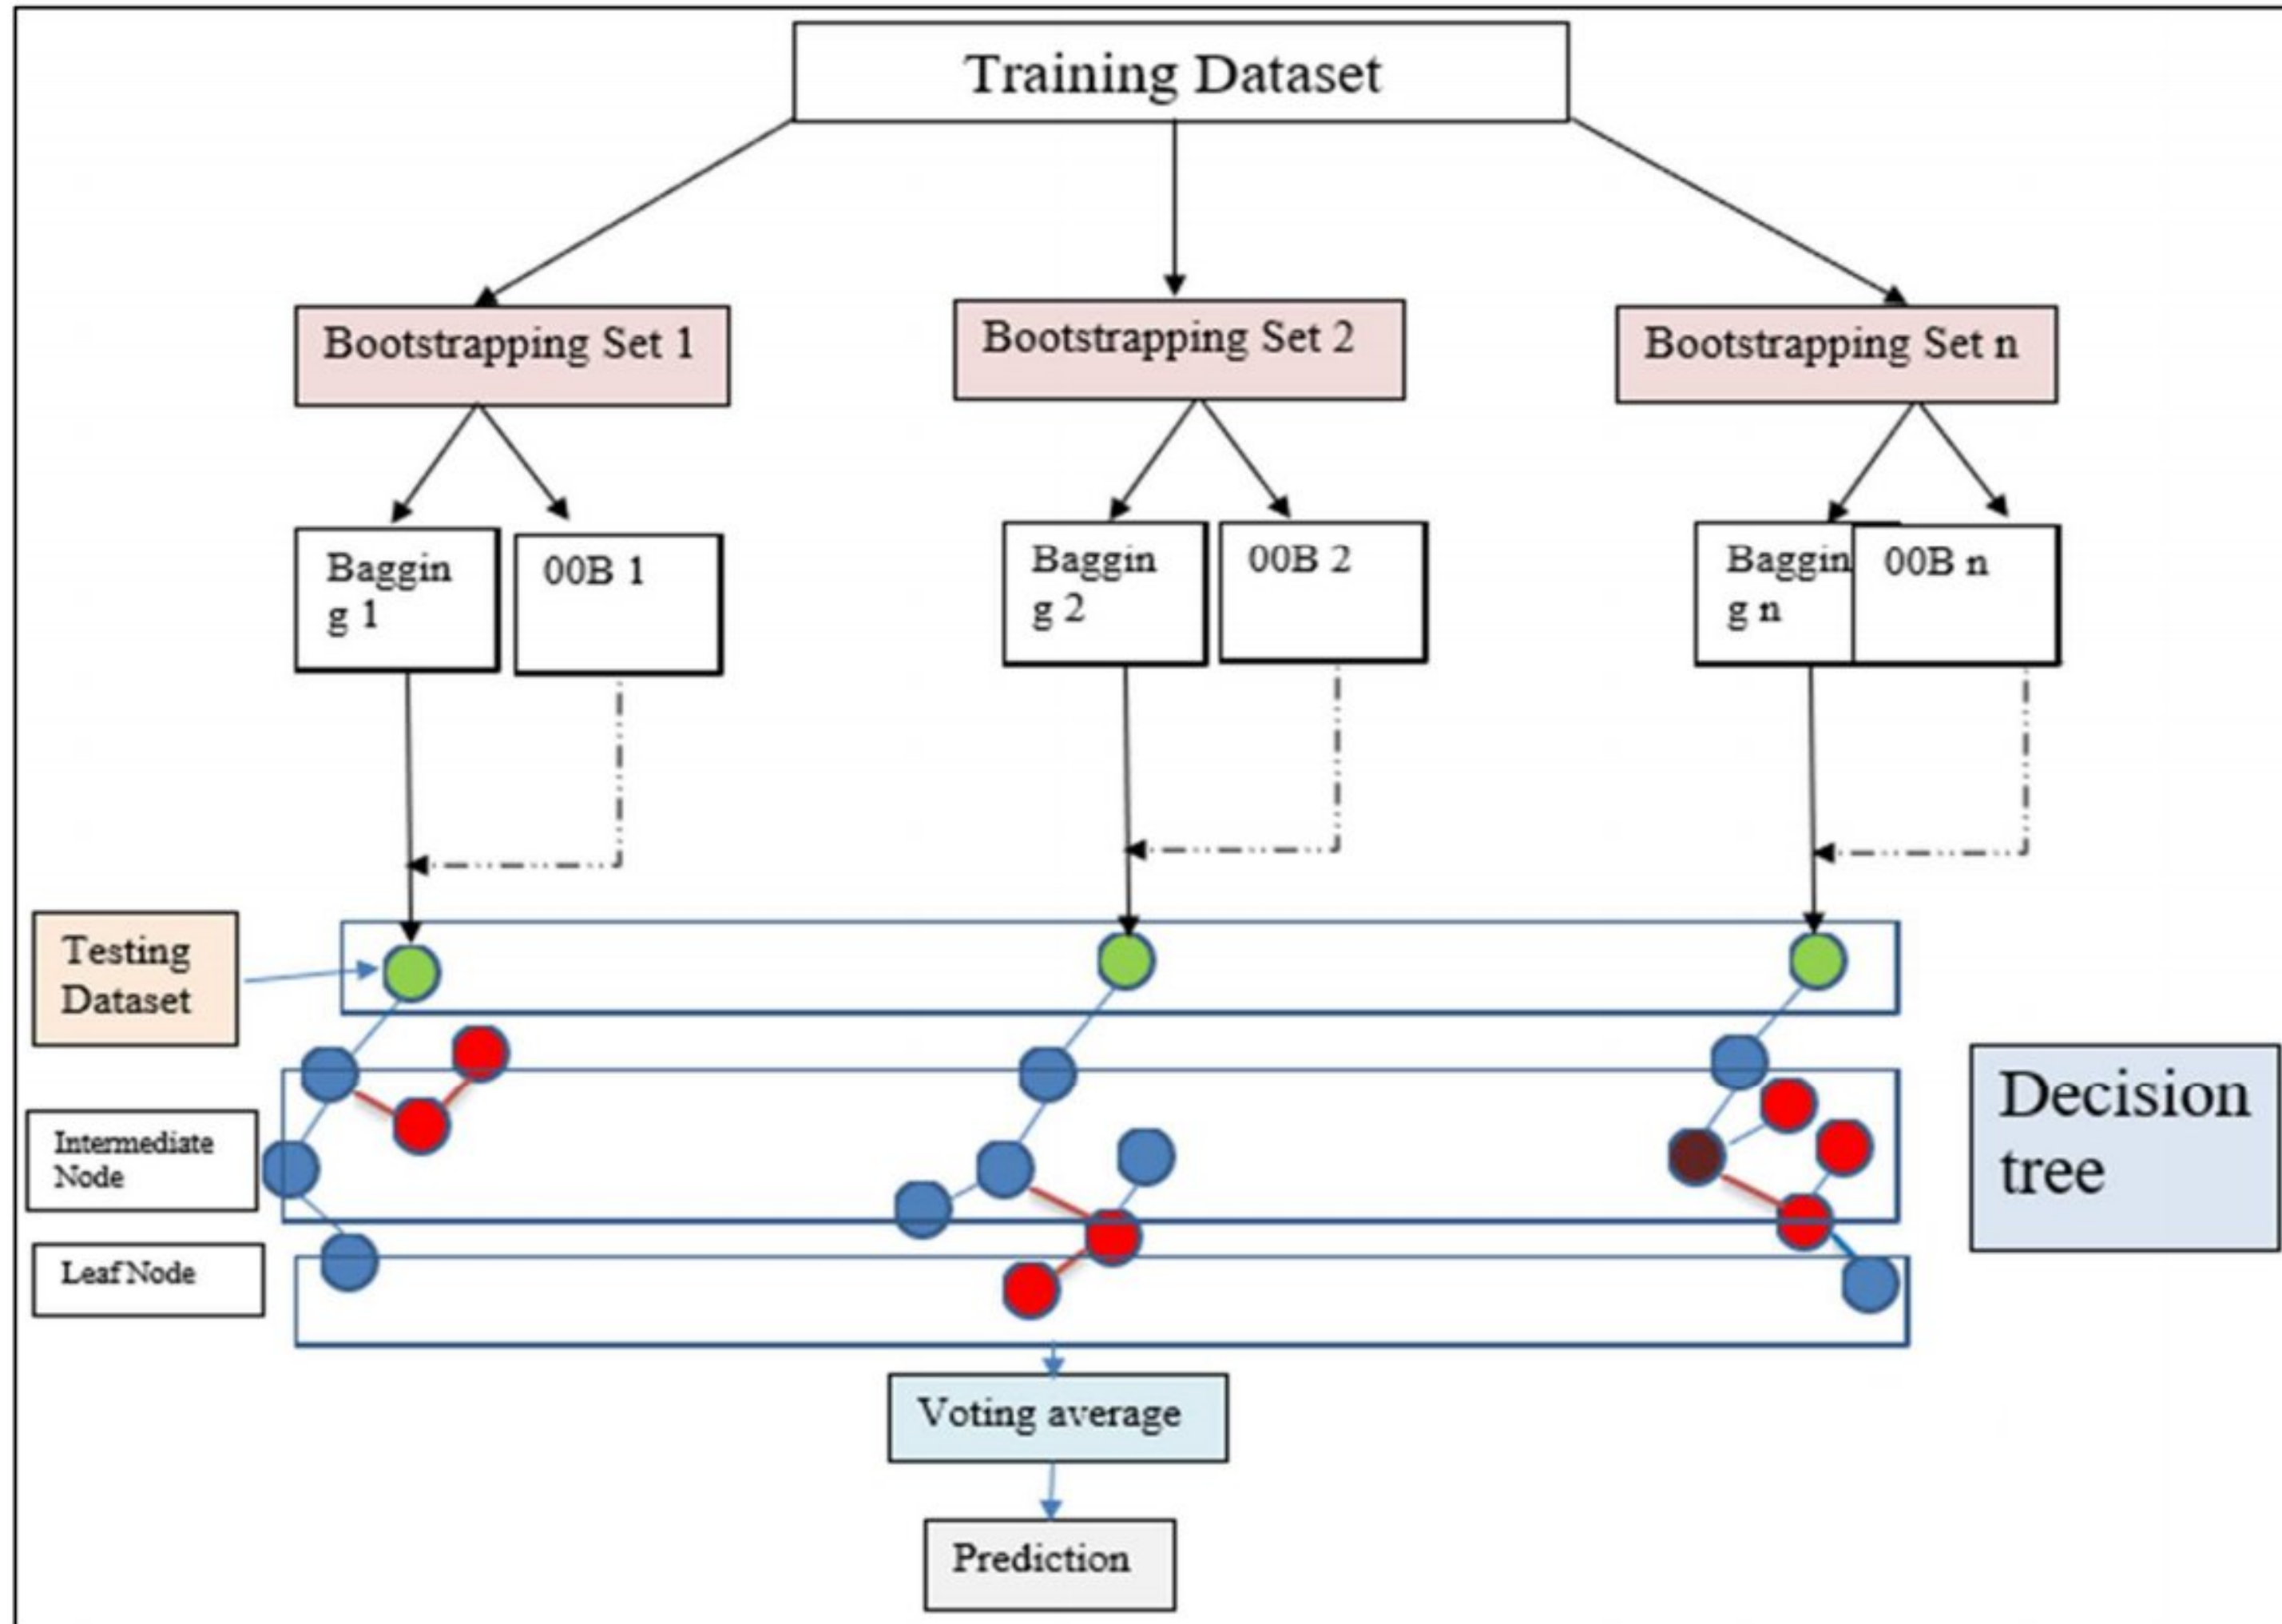 Training Dataset
Bootstrapping Set 1
Bootstrapping Set 2
Bootstrapping Set n
Baggin
g 1
00B 1
Baggin
g 2
00B 2
Baggin
g n
00B n
Testing
Dataset
Intermediate
Node
Leaf Node
Decision
tree
Voting average
Prediction